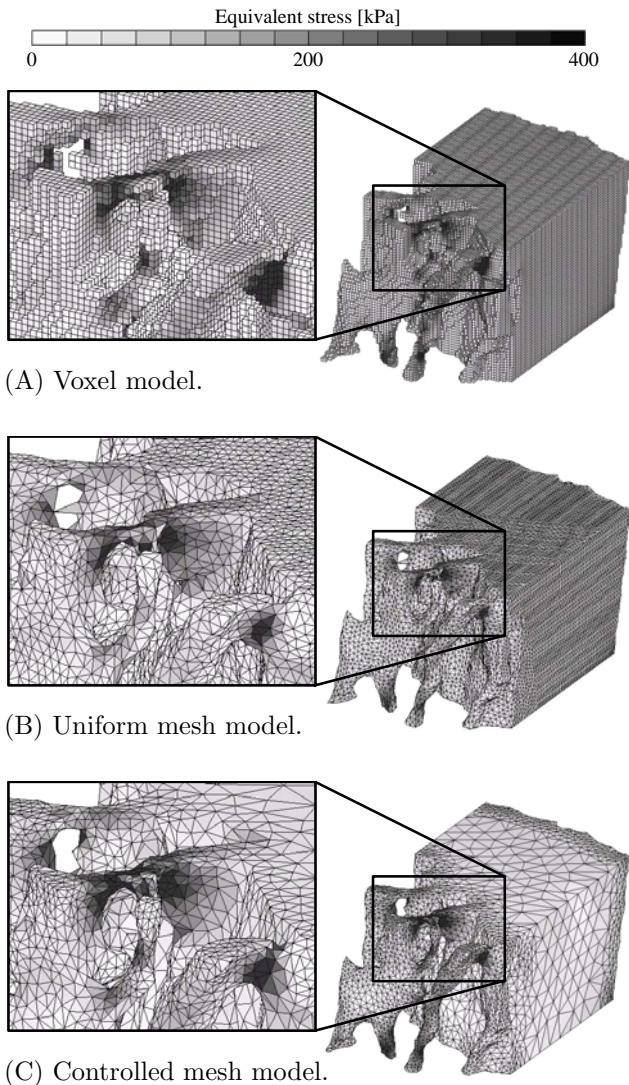 Equivalent stress [kPa]
0 200 400
(A) Voxel model.
(B) Uniform mesh model.
(C) Controlled mesh model.